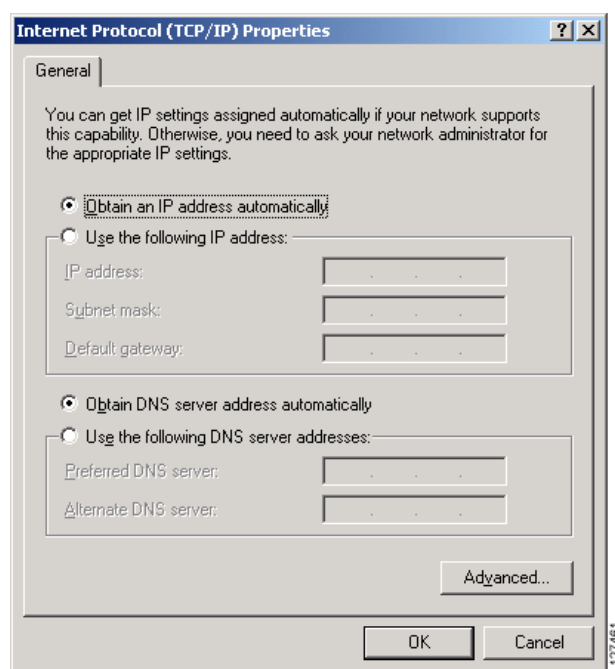 Internet Protocol (TCP/IP) Properties
General
You can get IP settings assigned automatically if your network supports
this capability. Otherwise, you need to ask your network administrator for
the appropriate IP settings.
Obtain an IP address automatically
Use the following IP address:
IP address:
Subnet mask:
Default gateway:
Obtain DNS server address automatically
Use the following DNS server addresses:
Preferred DNS server:
Alternate DNS server:
Advanced...
OK
Cancel